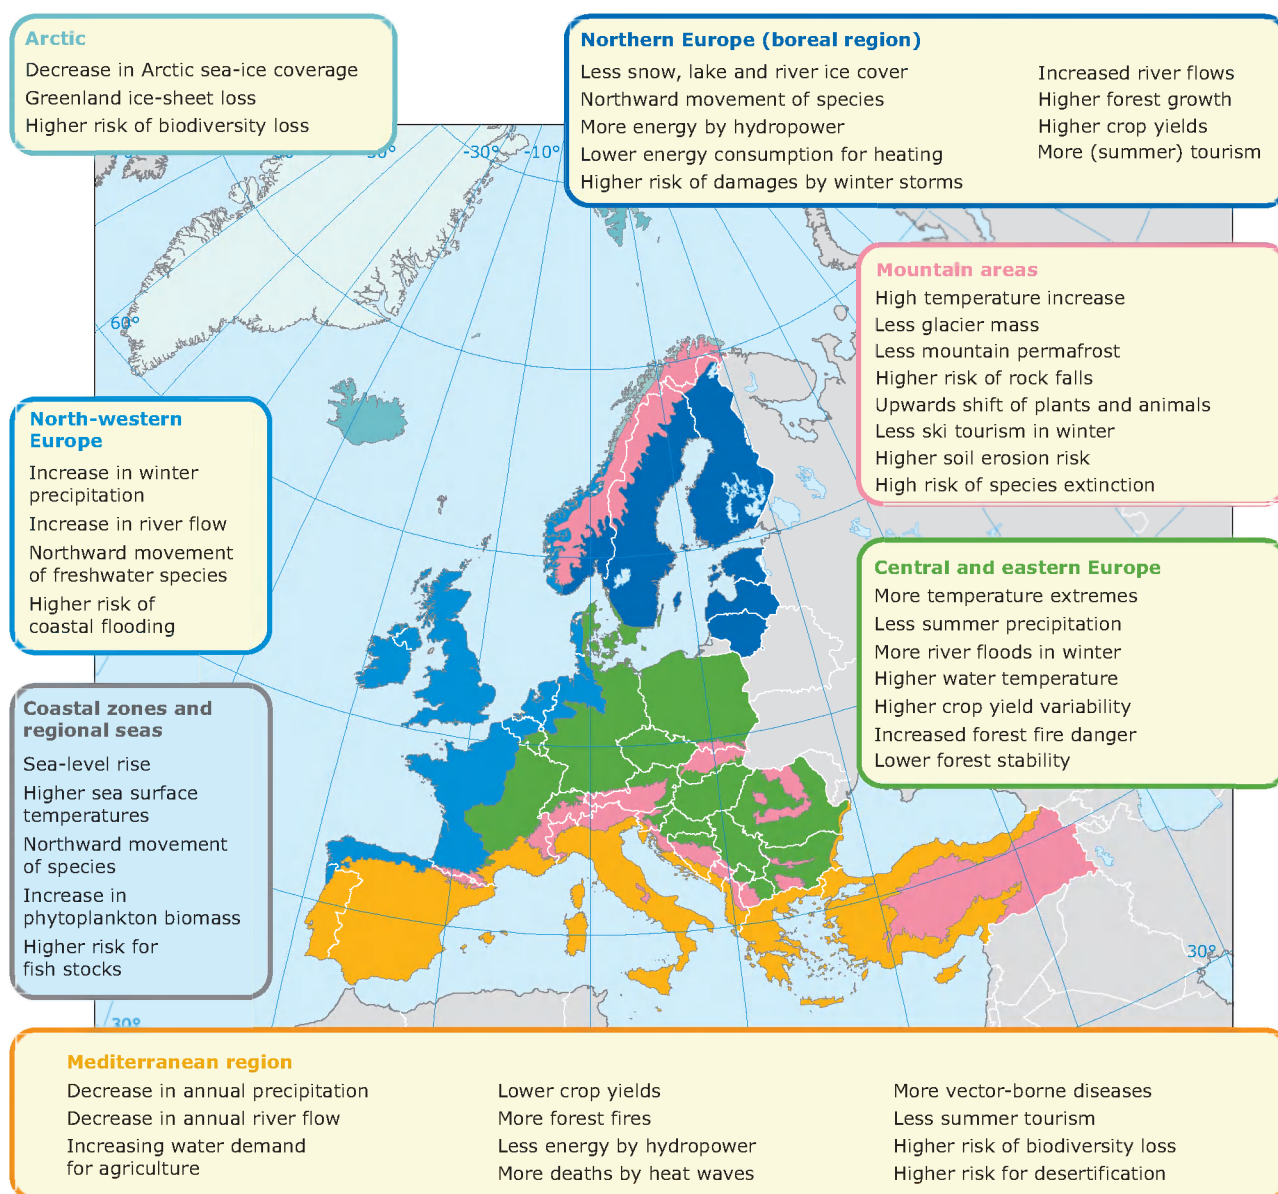 Arctic
Decrease in Arctic sea-ice coverage
Greenland ice-sheet loss
Higher risk of biodiversity loss
Northern Europe (boreal region)
Less snow, lake and river ice cover
Northward movement of species
More energy by hydropower
Lower energy consumption for heating
Higher risk of damages by winter storms
Increased river flows
Higher forest growth
Higher crop yields
More (summer) tourism
-30°
-10°
60°
Mountain areas
High temperature increase
Less glacier mass
Less mountain permafrost
Higher risk of rock falls
Upwards shift of plants and animals
Less ski tourism in winter
Higher soil erosion risk
High risk of species extinction
North-western
Europe
Increase in winter
precipitation
Increase in river flow
Northward movement
of freshwater species
Higher risk of
coastal flooding
Central and eastern Europe
More temperature extremes
Less summer precipitation
More river floods in winter
Higher water temperature
Higher crop yield variability
Increased forest fire danger
Lower forest stability
Coastal zones and
regional seas
Sea-level rise
Higher sea surface
temperatures
Northward movement
of species
Increase in
phytoplankton biomass
Higher risk for
fish stocks
30°
30°
Mediterranean region
Decrease in annual precipitation
Decrease in annual river flow
Increasing water demand
for agriculture
Lower crop yields
More forest fires
Less energy by hydropower
More deaths by heat waves
More vector-borne diseases
Less summer tourism
Higher risk of biodiversity loss
Higher risk for desertification